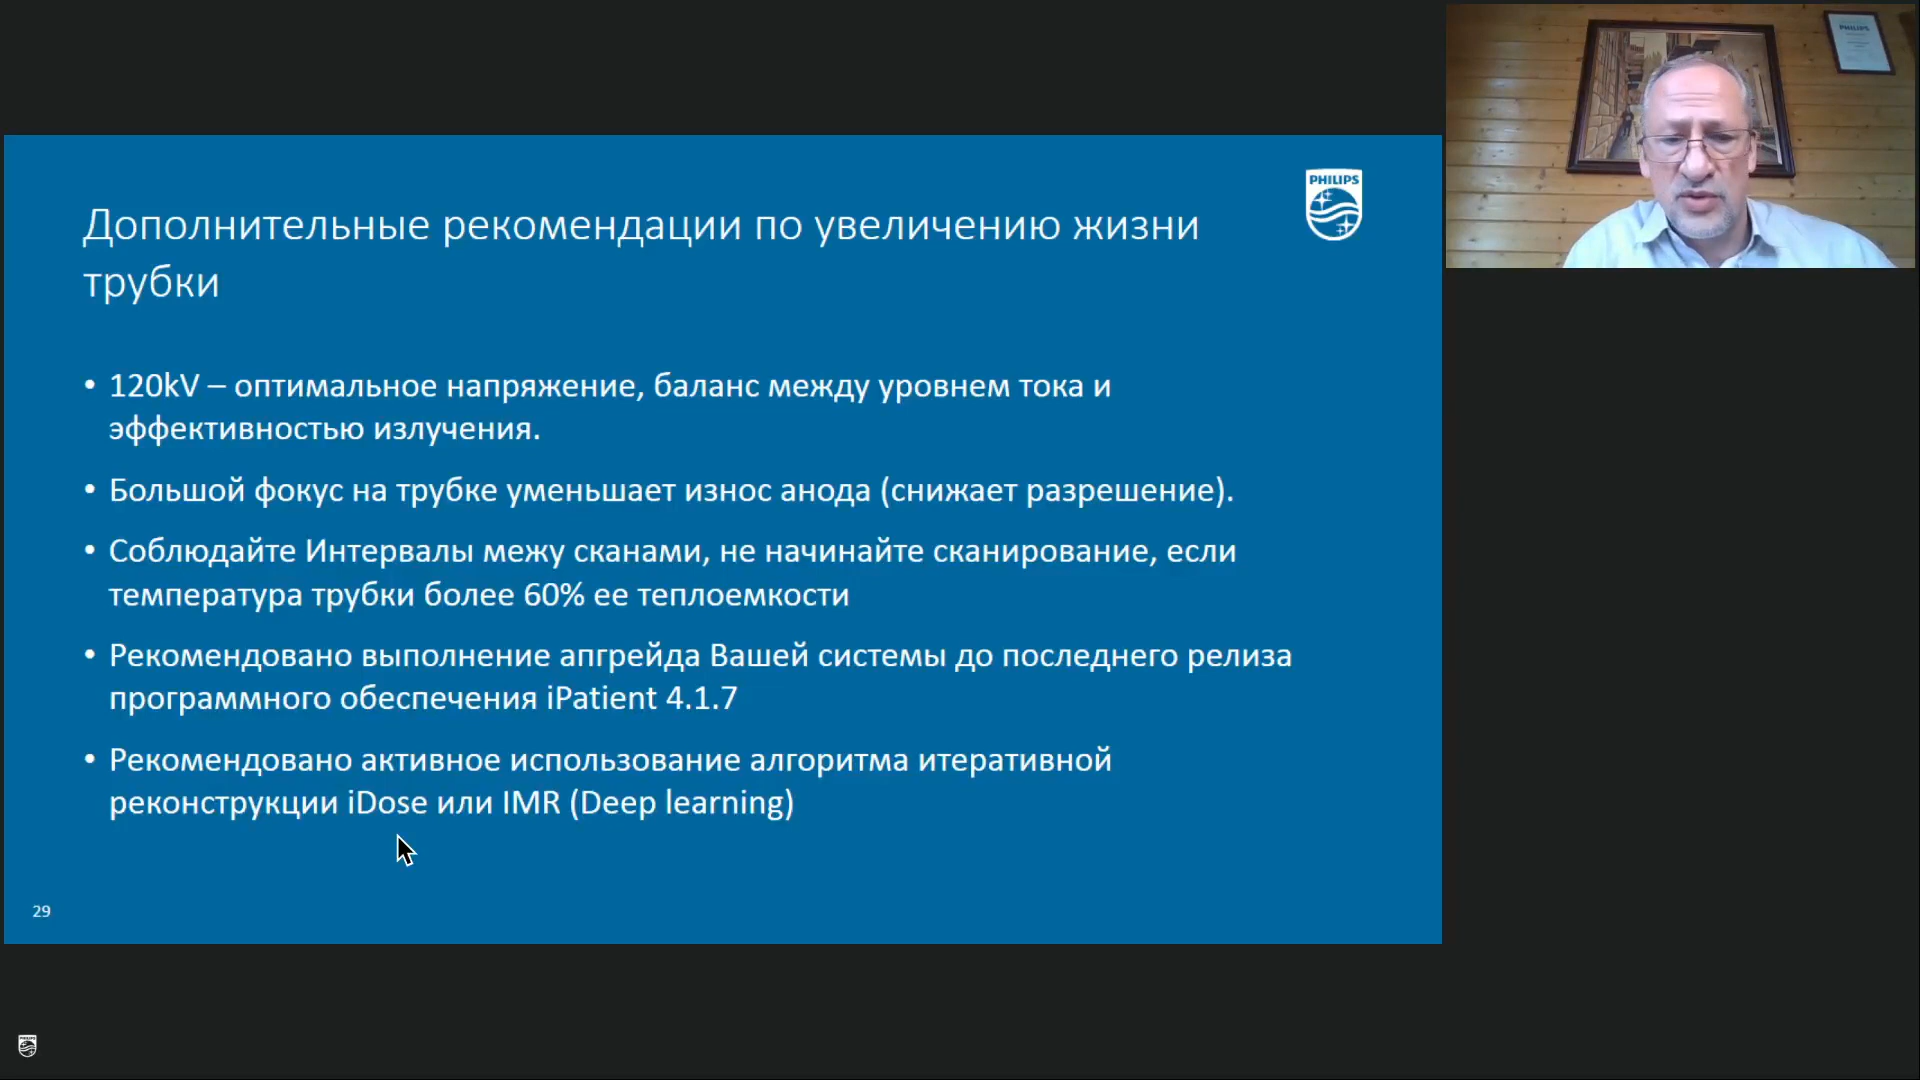 PHILIPS
Дополнительные рекомендации по увеличению жизни
трубки
PHILIPS
• 120kV – оптимальное напряжение, баланс между уровнем тока и
эффективностью излучения.
• Большой фокус на трубке уменьшает износ анода (снижает разрешение).
• Соблюдайте Интервалы межу сканами, не начинайте сканирование, если
температура трубки более 60% ее теплоемкости
• Рекомендовано выполнение апгрейда Вашей системы до последнего релиза
программного обеспечения iPatient 4.1.7
• Рекомендовано активное использование алгоритма итеративной
реконструкции iDose или IMR (Deep learning)
29